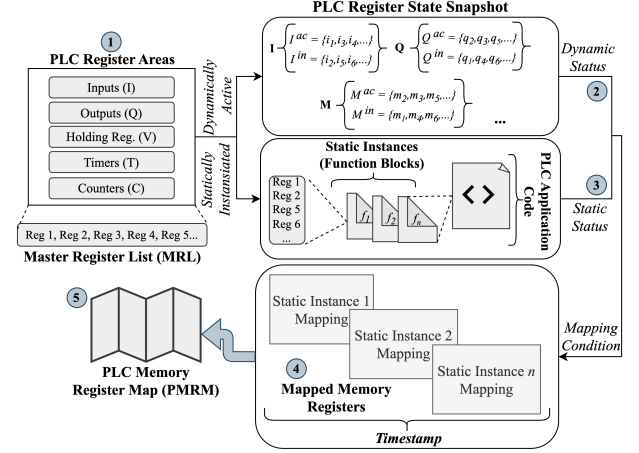 PLC Register State Snapshot
1
PLC Register Areas
Inputs (I)
Outputs (Q)
Holding Reg. (V)
Timers (T)
Counters (C)
Reg 1, Reg 2, Reg 3, Reg 4, Reg 5...
Master Register List (MRL)
Dynamically
Active
Statically
Instansiated
I { I^ac = {i1,i3,i4,...}
I^in = {i2,i5,i6,...} }
Q { Q^ac = {q2,q3,q5,...}
Q^in = {q1,q4,q6,...} }
M { M^ac = {m2,m3,m5,...}
M^in = {m1,m4,m6,...} }
...
Dynamic
Status
2
Static Instances
(Function Blocks)
Reg 1
Reg 2
Reg 5
Reg 6
...
f1
f2
fn
< >
PLC Application
Code
3
Static
Status
Mapping
Condition
Static Instance 1
Mapping
Static Instance 2
Mapping
Static Instance n
Mapping
4
Mapped Memory
Registers
Timestamp
5
PLC Memory
Register Map (PMRM)